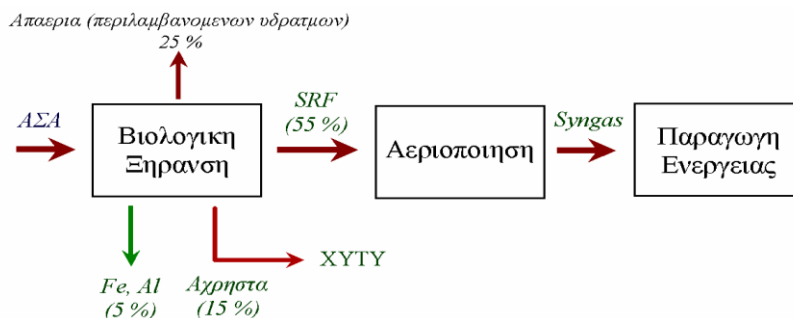 Απαερια (περιλαμβανομενων υδρατμων)
25 %
ΑΣΑ
Βιολογικη
Ξηρανση
SRF
(55 %)
Αεριοποιηση
Syngas
Παραγωγη
Ενεργειας
Fe, Al
(5 %)
Αχρηστα
(15 %)
ΧΥΤΥ